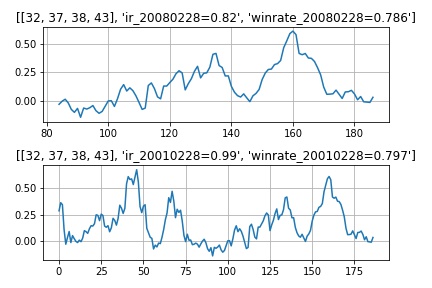 [[32, 37, 38, 43], 'ir_20080228=0.82', 'winrate_20080228=0.786']
0.50
0.25
0.00
80 100 120 140 160 180
[[32, 37, 38, 43], 'ir_20010228=0.99', 'winrate_20010228=0.797']
0.50
0.25
0.00
0 25 50 75 100 125 150 175